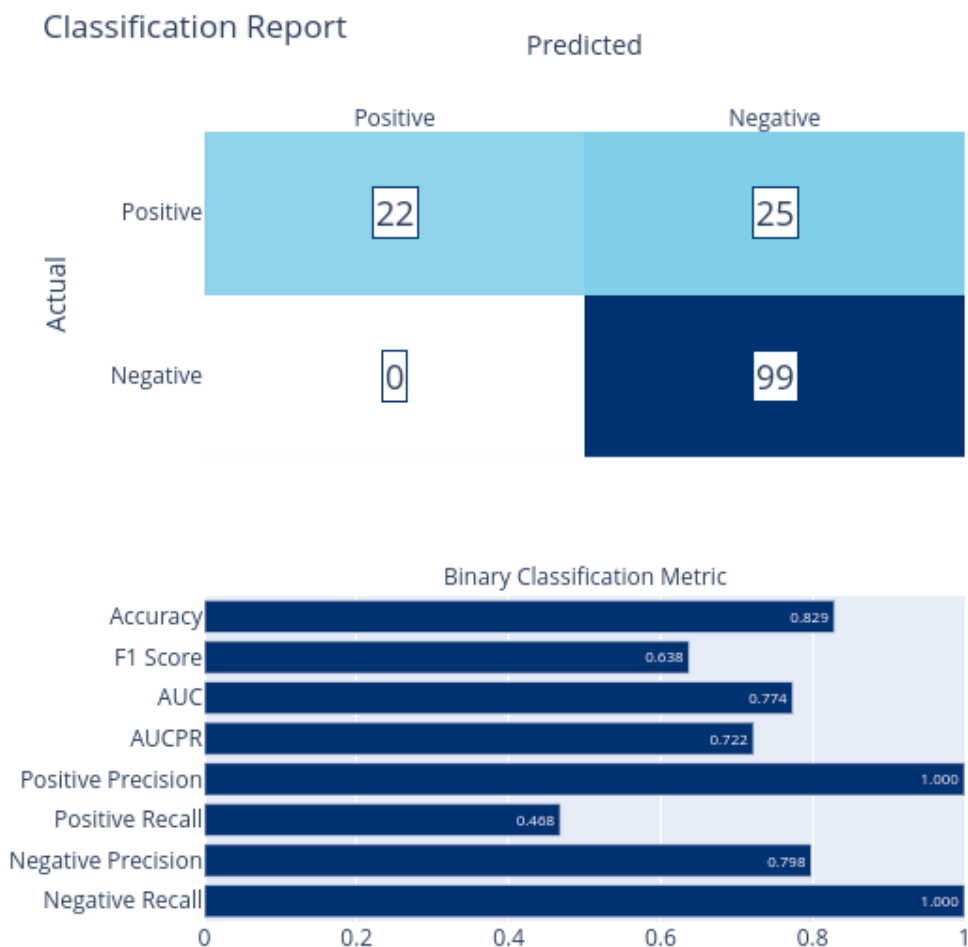 Classification Report
Predicted
Positive Negative
Actual
Positive 22 25
Negative 0 99
Binary Classification Metric
Accuracy 0.829
F1 Score 0.638
AUC 0.774
AUCPR 0.722
Positive Precision 1.000
Positive Recall 0.468
Negative Precision 0.798
Negative Recall 1.000
0 0.2 0.4 0.6 0.8 1